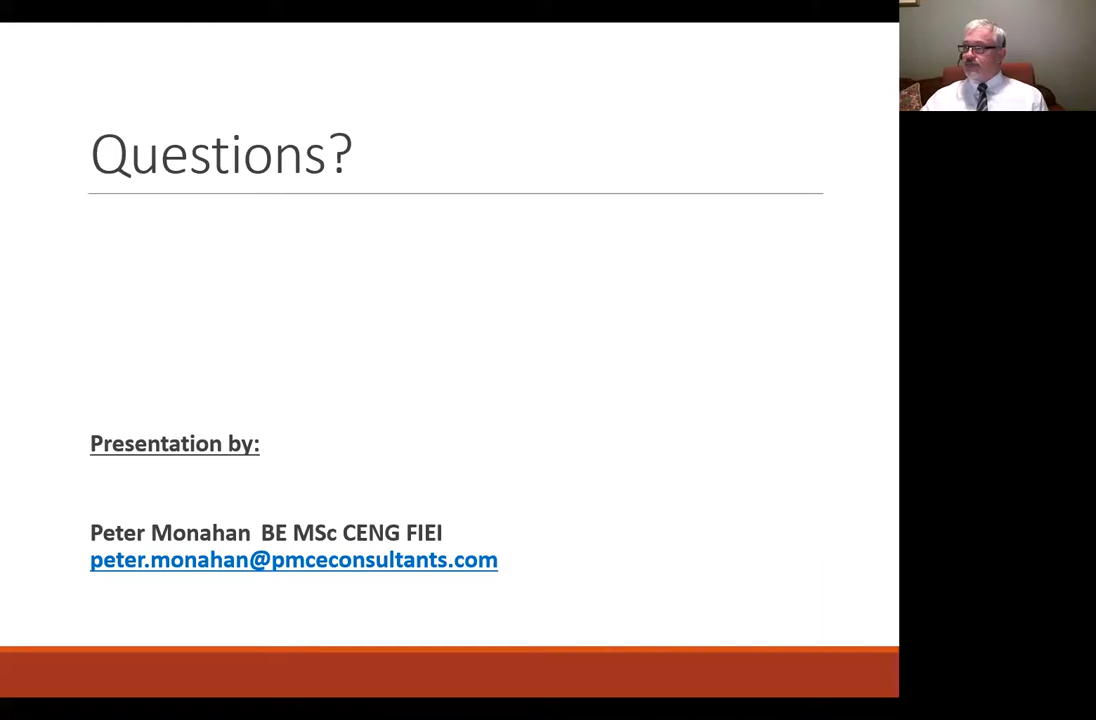 Questions?
Presentation by:
Peter Monahan BE MSc CENG FIEI
peter.monahan@pmceconsultants.com